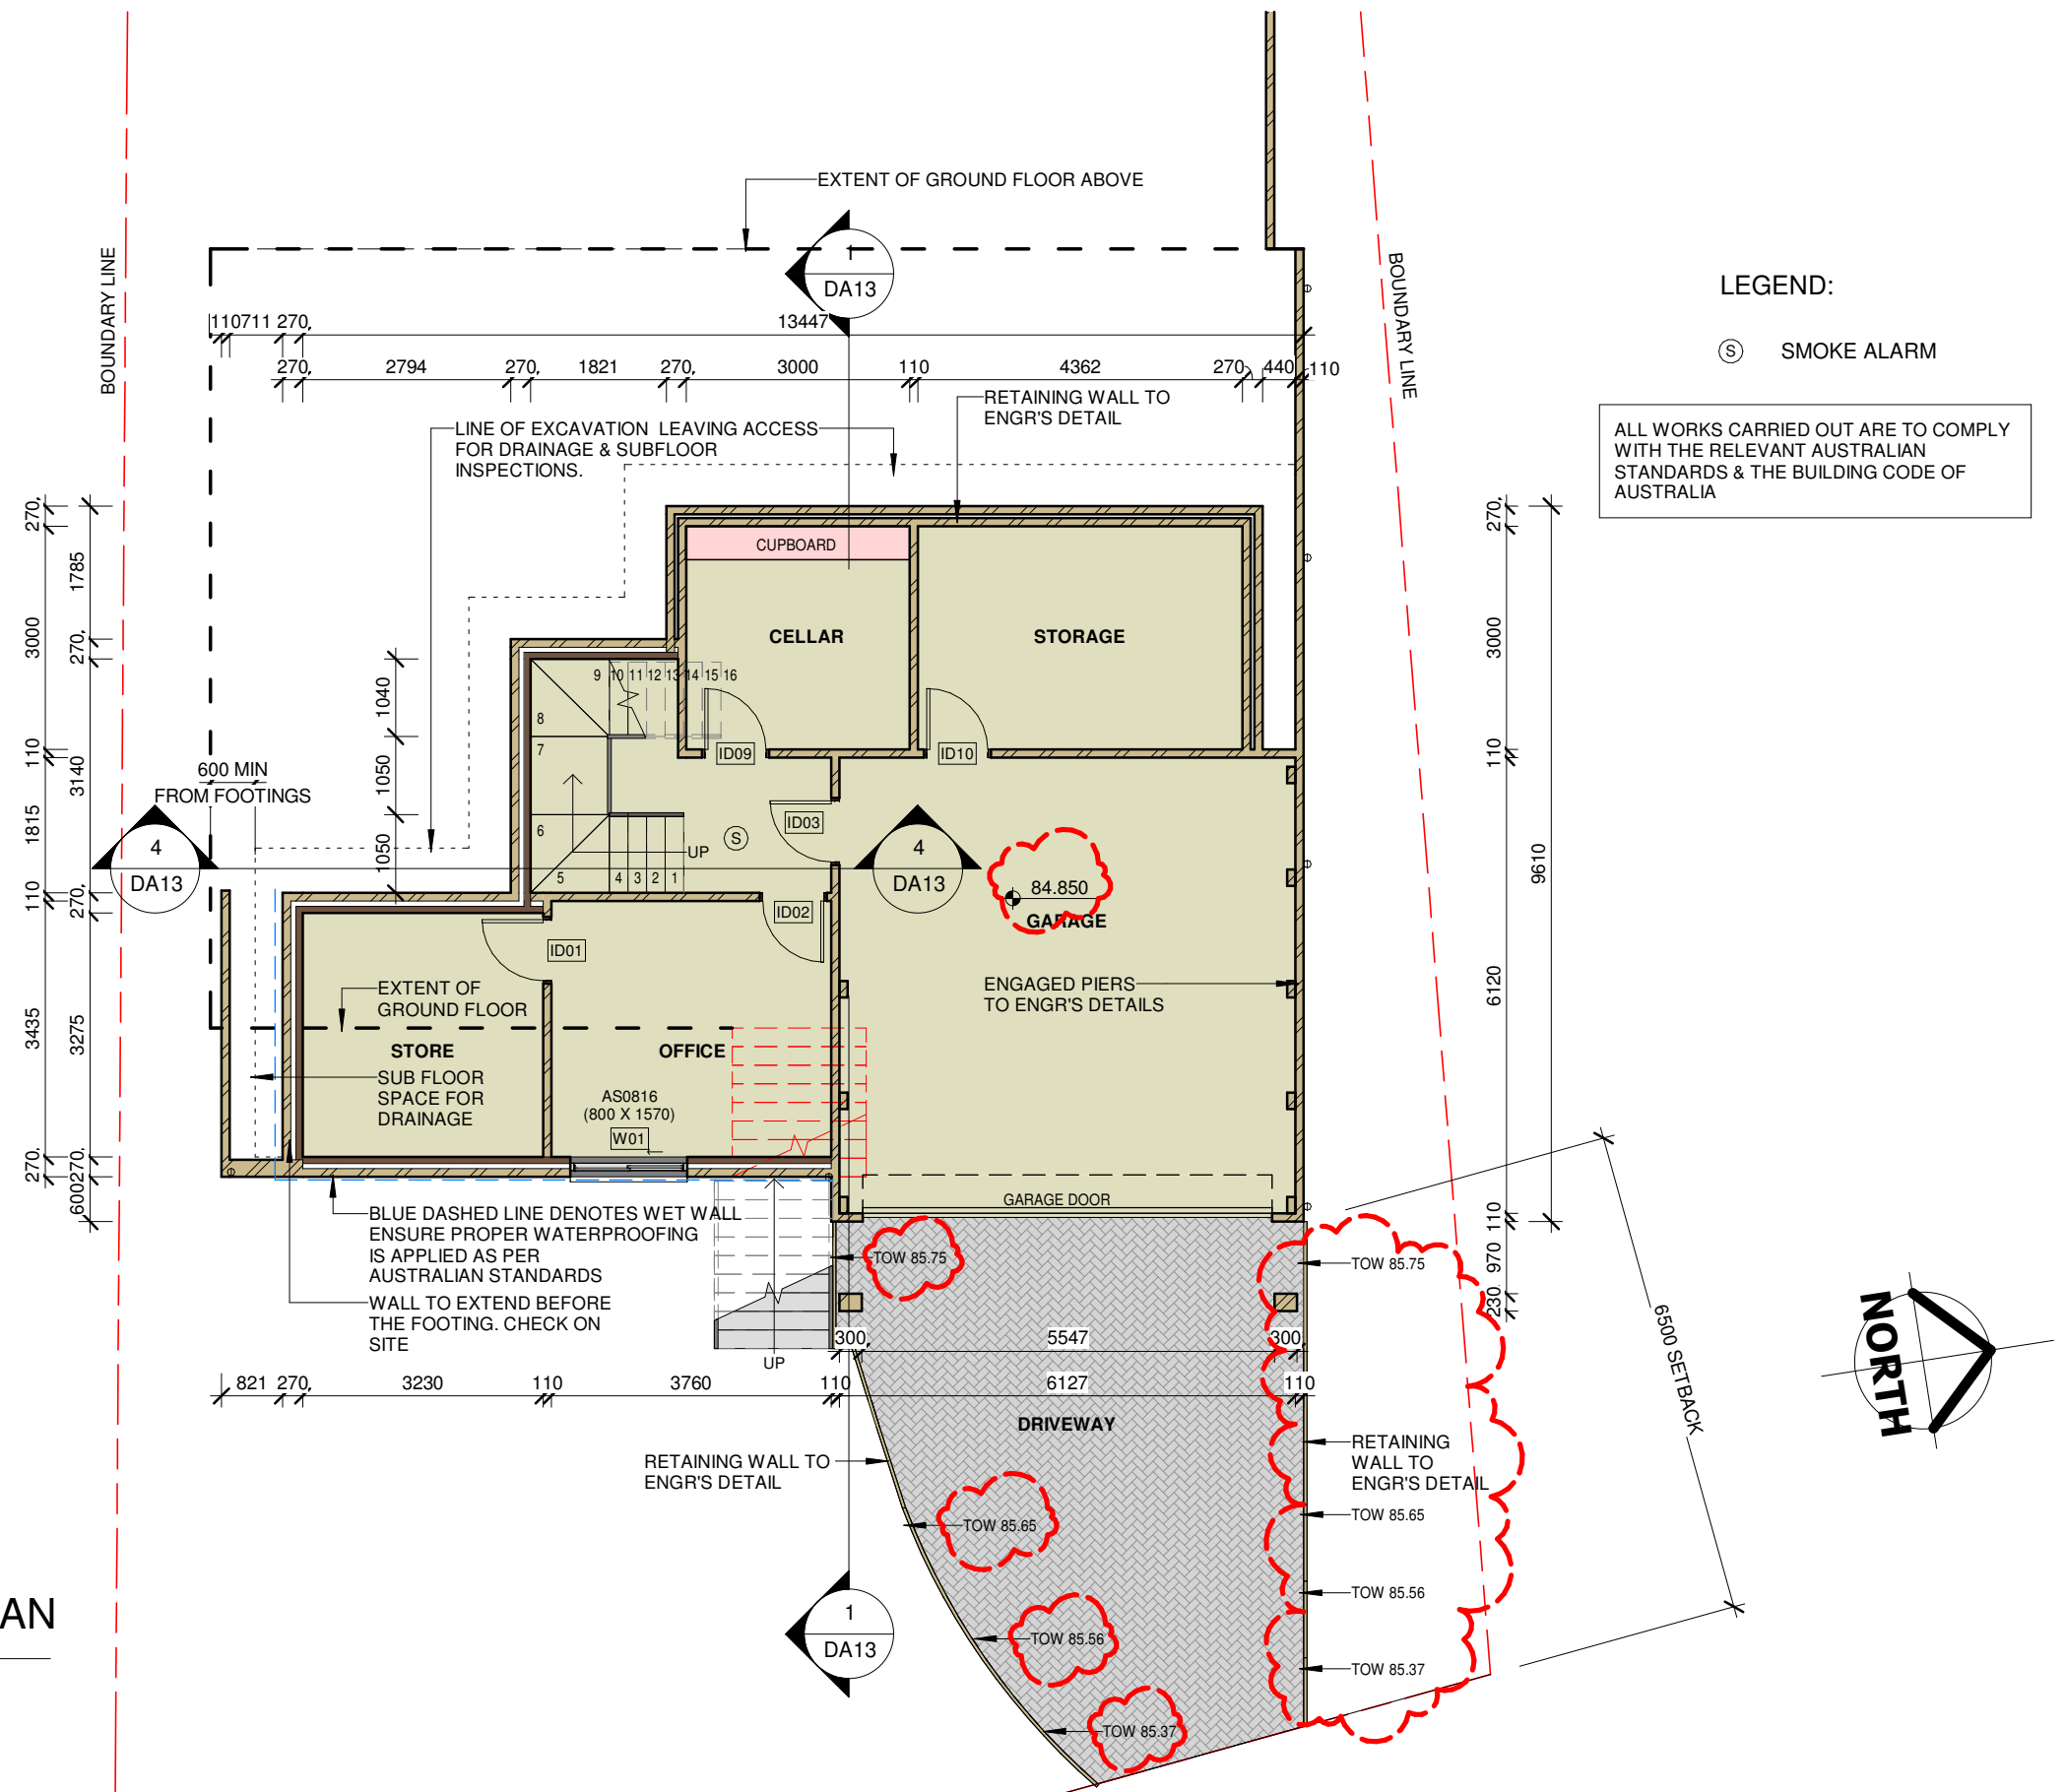 EXTENT OF GROUND FLOOR ABOVE
BOUNDARY LINE
BOUNDARY LINE
1
DA13
LEGEND:
S SMOKE ALARM
ALL WORKS CARRIED OUT ARE TO COMPLY
WITH THE RELEVANT AUSTRALIAN
STANDARDS & THE BUILDING CODE OF
AUSTRALIA
110 711 270, 13447
270, 2794 270, 1821 270, 3000 110 4362 270, 440 110
RETAINING WALL TO
ENGR'S DETAIL
LINE OF EXCAVATION LEAVING ACCESS
FOR DRAINAGE & SUBFLOOR
INSPECTIONS.
270, 3000 110 1815 110 3435 270,
1785 270, 3140 270, 3275 270, 600
1040 1050 1050
270, 3000 110 6120 110 970 230
9610
CUPBOARD
CELLAR
STORAGE
9 10 11 12 13 14 15 16
8
7
6
5 4 3 2 1
UP
S
ID09
ID10
ID03
ID02
ID01
600 MIN
FROM FOOTINGS
4
DA13
4
DA13
84.850
GARAGE
ENGAGED PIERS
TO ENGR'S DETAILS
EXTENT OF
GROUND FLOOR
STORE
OFFICE
SUB FLOOR
SPACE FOR
DRAINAGE
AS0816
(800 X 1570)
W01
GARAGE DOOR
BLUE DASHED LINE DENOTES WET WALL
ENSURE PROPER WATERPROOFING
IS APPLIED AS PER
AUSTRALIAN STANDARDS
WALL TO EXTEND BEFORE
THE FOOTING. CHECK ON
SITE
UP
TOW 85.75
TOW 85.75
300, 5547 300,
821 270, 3230 110 3760 110 6127 110
DRIVEWAY
6500 SETBACK
NORTH
RETAINING WALL TO
ENGR'S DETAIL
RETAINING
WALL TO
ENGR'S DETAIL
TOW 85.65
TOW 85.65
TOW 85.56
TOW 85.56
TOW 85.37
TOW 85.37
1
DA13
AN